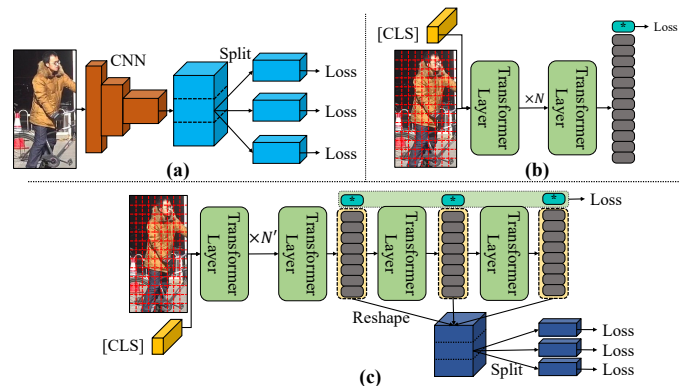 CNN
Split
Loss
Loss
Loss
(a)
[CLS]
Transformer
Layer
×N
Transformer
Layer
*
Loss
(b)
[CLS]
Transformer
Layer
×N′
Transformer
Layer
*
Transformer
Layer
*
Transformer
Layer
*
Loss
Reshape
Split
Loss
Loss
Loss
(c)